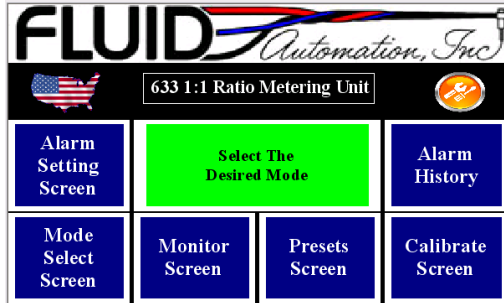 FLUID Automation, Inc
633 1:1 Ratio Metering Unit
Alarm
Setting
Screen
Select The
Desired Mode
Alarm
History
Mode
Select
Screen
Monitor
Screen
Presets
Screen
Calibrate
Screen